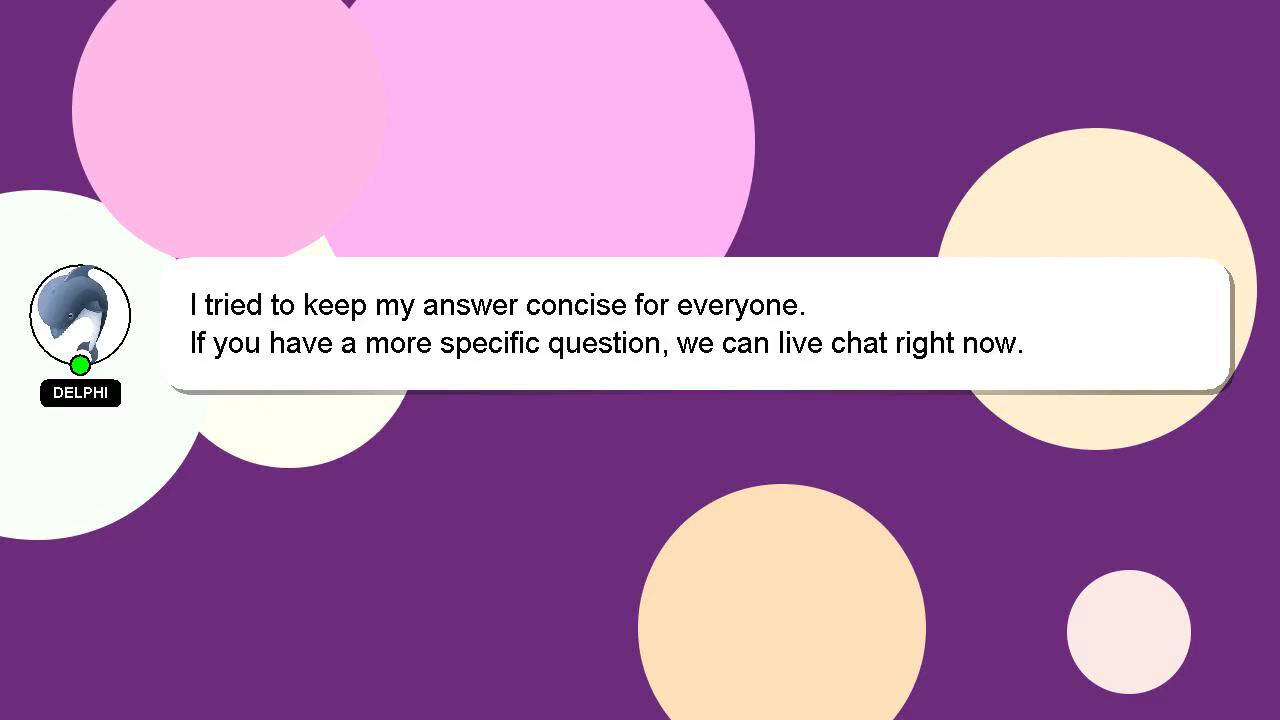 I tried to keep my answer concise for everyone.
If you have a more specific question, we can live chat right now.
DELPHI